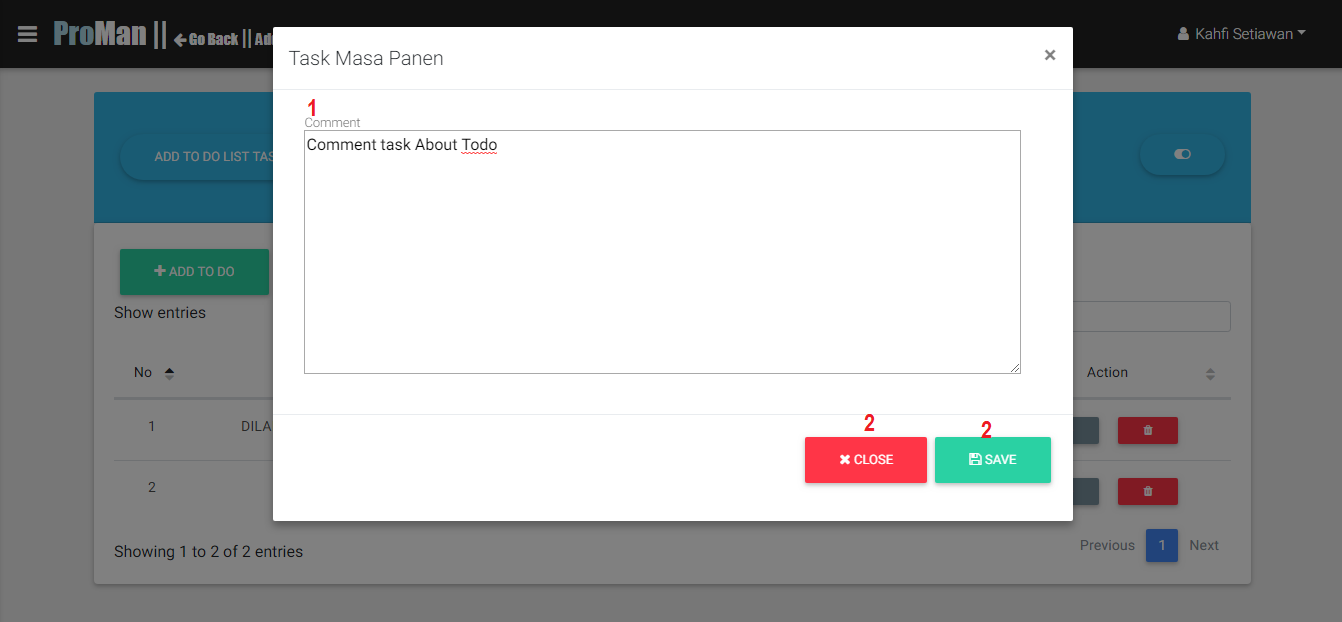 ProMan || Go Back || Ad
Kahfi Setiawan
Task Masa Panen
×
1
Comment
Comment task About Todo
ADD TO DO LIST TAS
ADD TO DO
Show entries
No
Action
1
DILA
2
2
2
CLOSE
SAVE
Showing 1 to 2 of 2 entries
Previous 1 Next